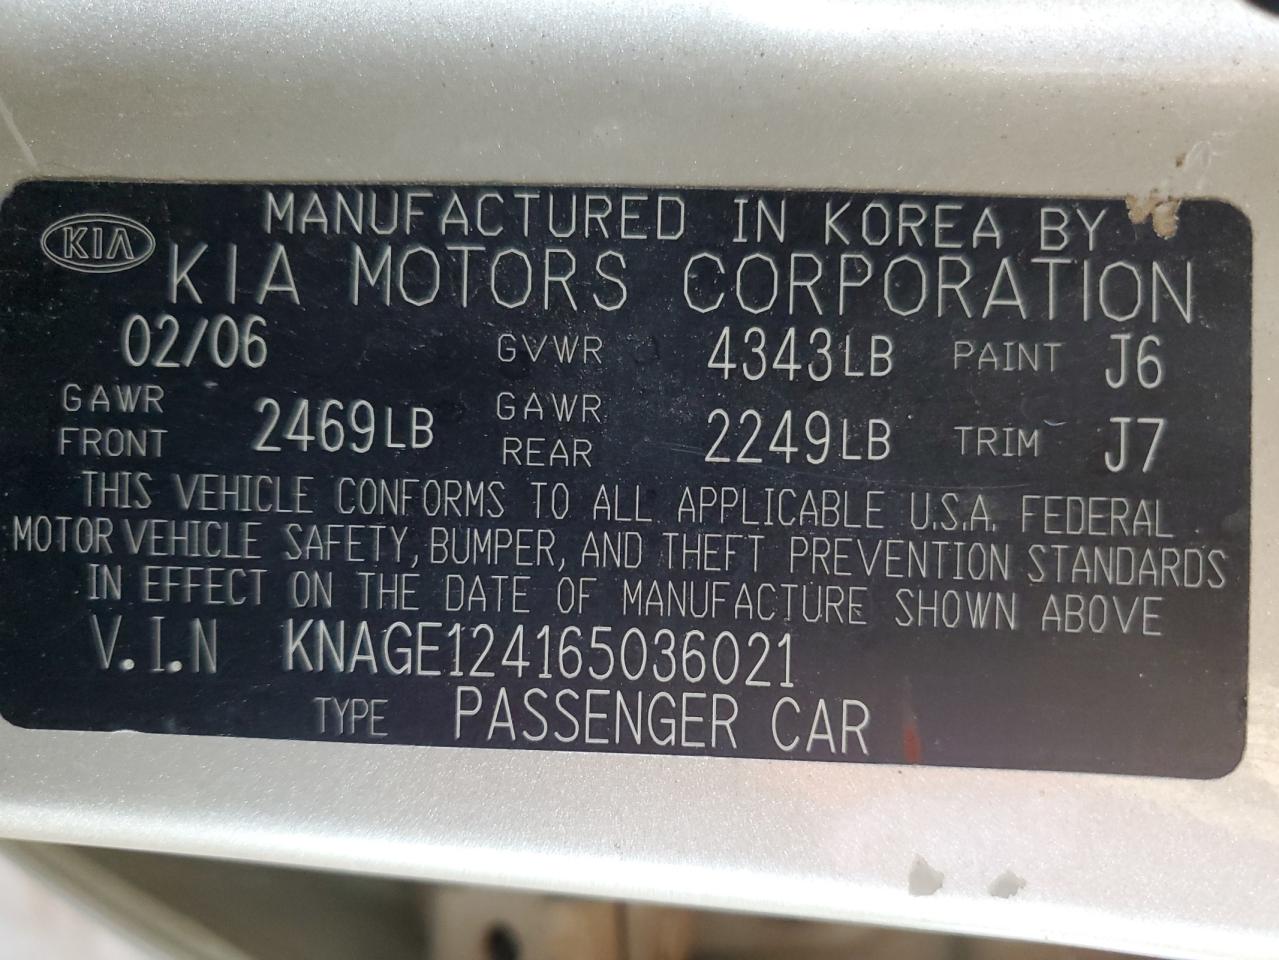 MANUFACTURED IN KOREA BY
KIA KIA MOTORS CORPORATION
02/06 GVWR 4343LB PAINT J6
GAWR FRONT 2469LB GAWR REAR 2249LB TRIM J7
THIS VEHICLE CONFORMS TO ALL APPLICABLE U.S.A. FEDERAL
MOTOR VEHICLE SAFETY, BUMPER, AND THEFT PREVENTION STANDARDS
IN EFFECT ON THE DATE OF MANUFACTURE SHOWN ABOVE
V.I.N KNAGE124165036021
TYPE PASSENGER CAR